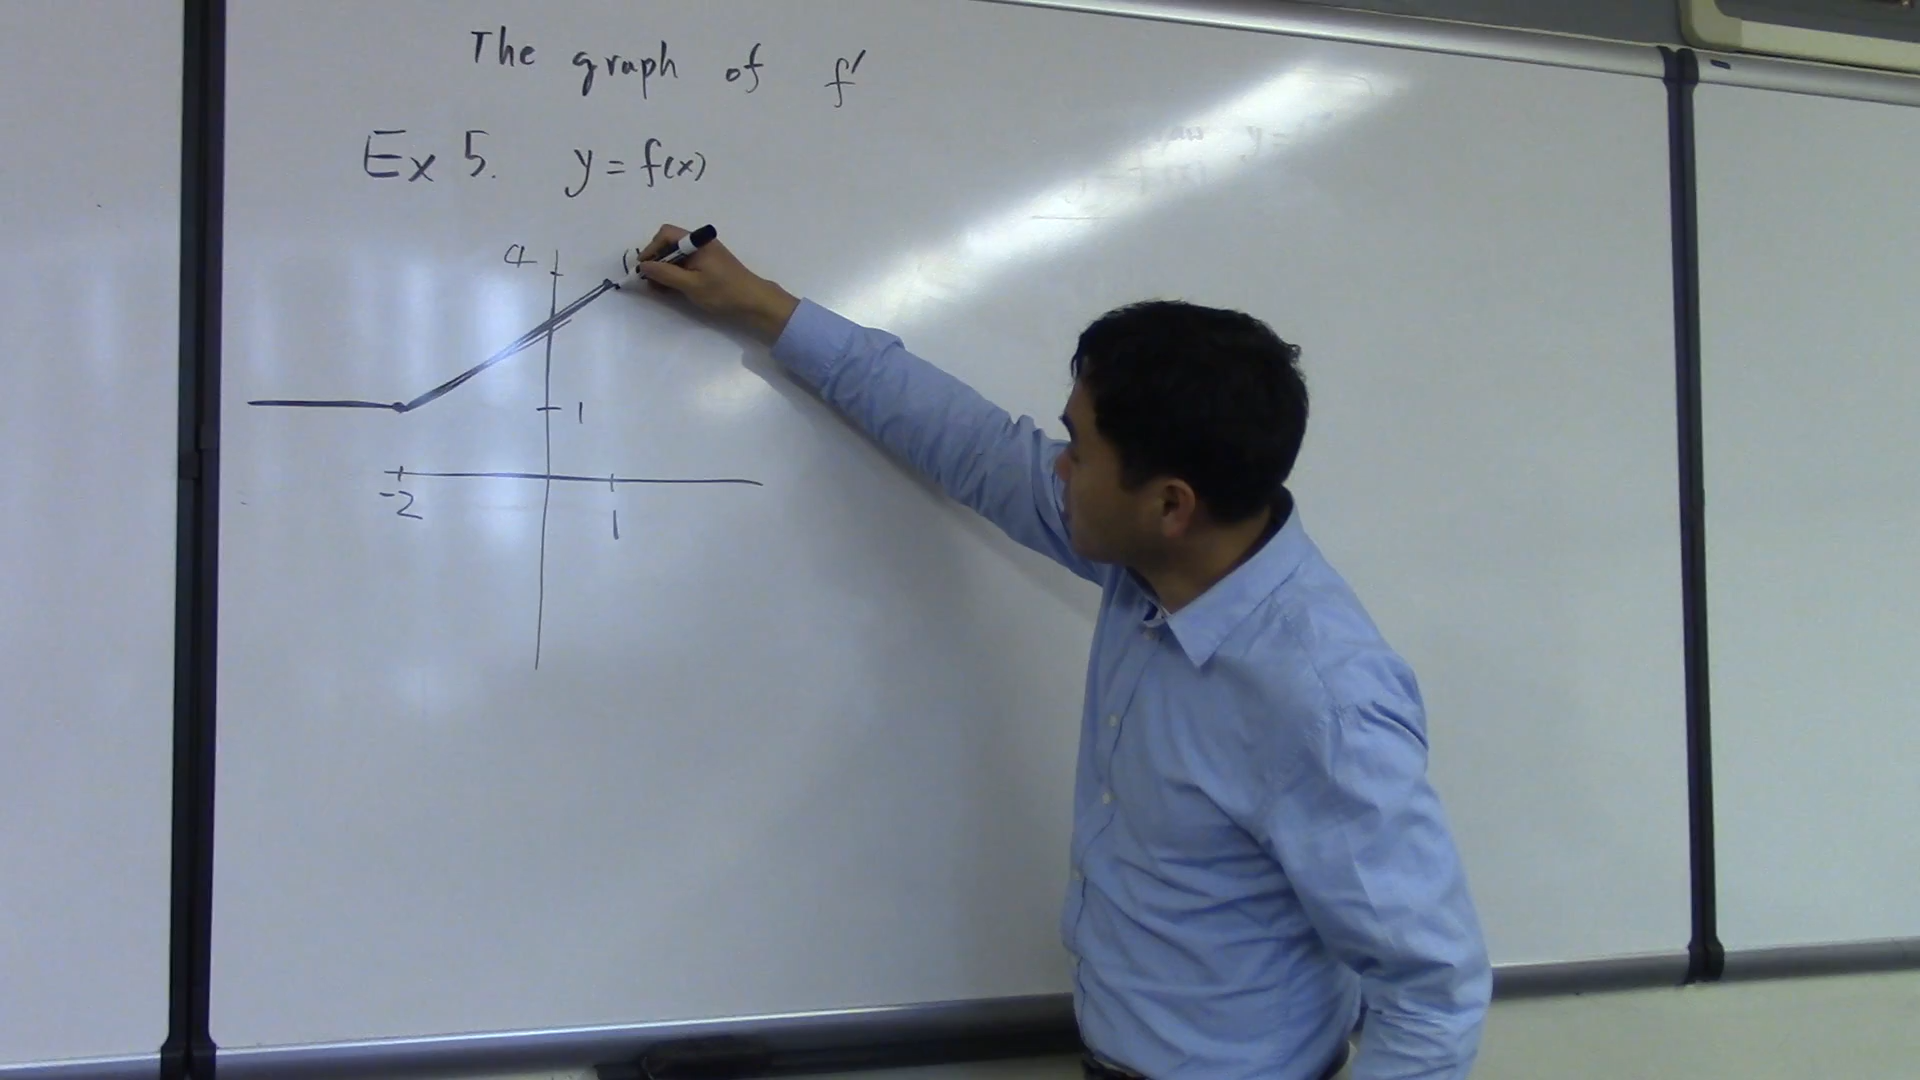 The graph of f'
Ex 5. y = f(x)
4
1
-2
1